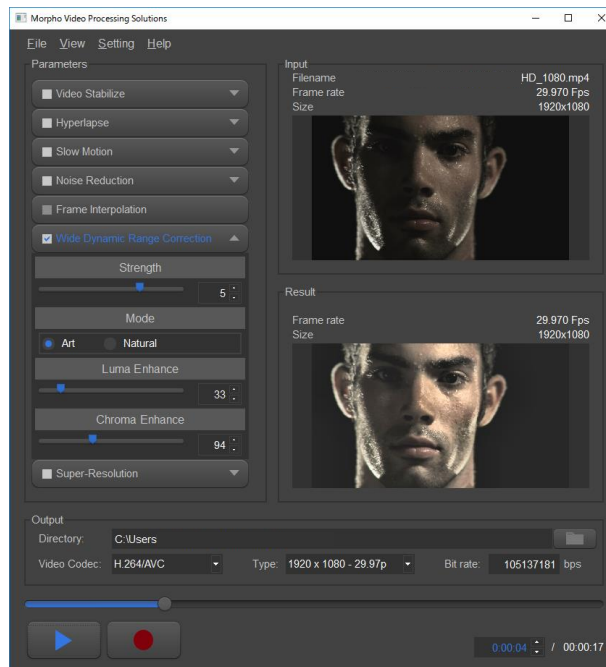 Morpho Video Processing Solutions
File View Setting Help
Parameters
Video Stabilize
Hyperlapse
Slow Motion
Noise Reduction
Frame Interpolation
Wide Dynamic Range Correction
Strength
5
Mode
Art Natural
Luma Enhance
33
Chroma Enhance
94
Super-Resolution
Input
Filename HD_1080.mp4
Frame rate 29.970 Fps
Size 1920x1080
Result
Frame rate 29.970 Fps
Size 1920x1080
Output
Directory: C:\Users
Video Codec: H.264/AVC Type: 1920 x 1080 - 29.97p Bit rate: 105137181 bps
0:00:04 / 00:00:17